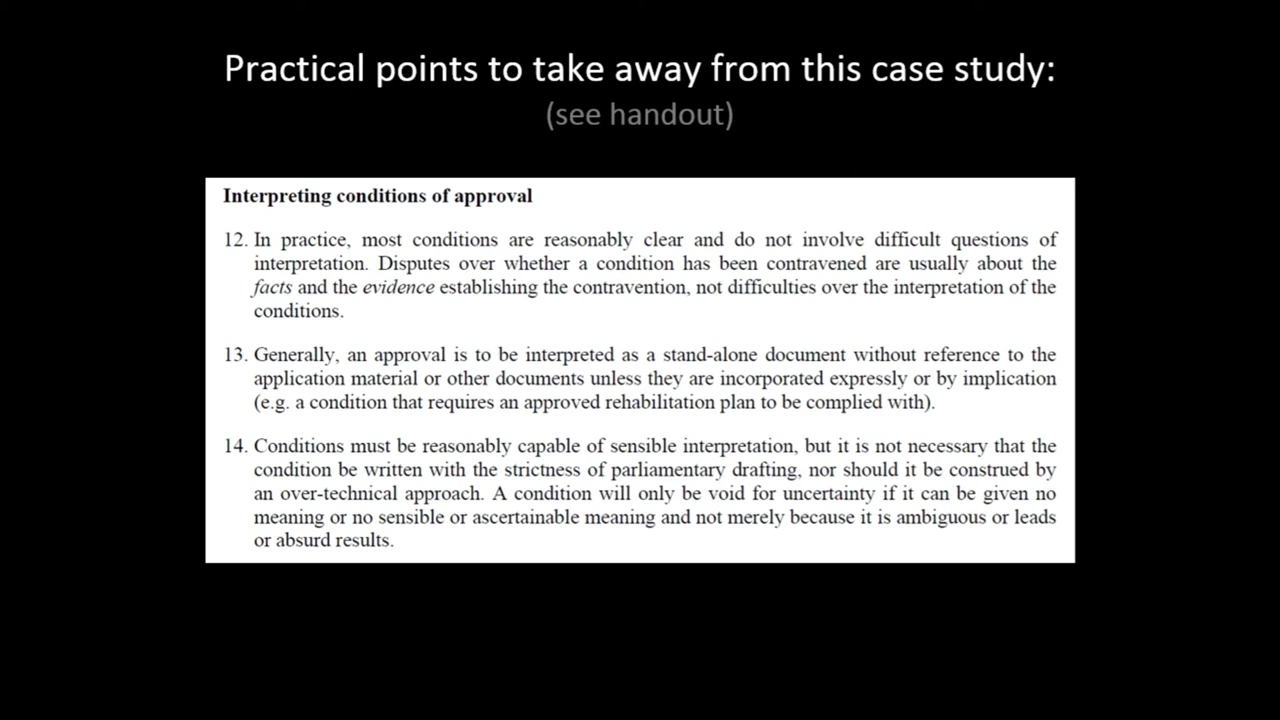 Practical points to take away from this case study:
(see handout)
Interpreting conditions of approval
12. In practice, most conditions are reasonably clear and do not involve difficult questions of
interpretation. Disputes over whether a condition has been contravened are usually about the
facts and the evidence establishing the contravention, not difficulties over the interpretation of the
conditions.
13. Generally, an approval is to be interpreted as a stand-alone document without reference to the
application material or other documents unless they are incorporated expressly or by implication
(e.g. a condition that requires an approved rehabilitation plan to be complied with).
14. Conditions must be reasonably capable of sensible interpretation, but it is not necessary that the
condition be written with the strictness of parliamentary drafting, nor should it be construed by
an over-technical approach. A condition will only be void for uncertainty if it can be given no
meaning or no sensible or ascertainable meaning and not merely because it is ambiguous or leads
or absurd results.